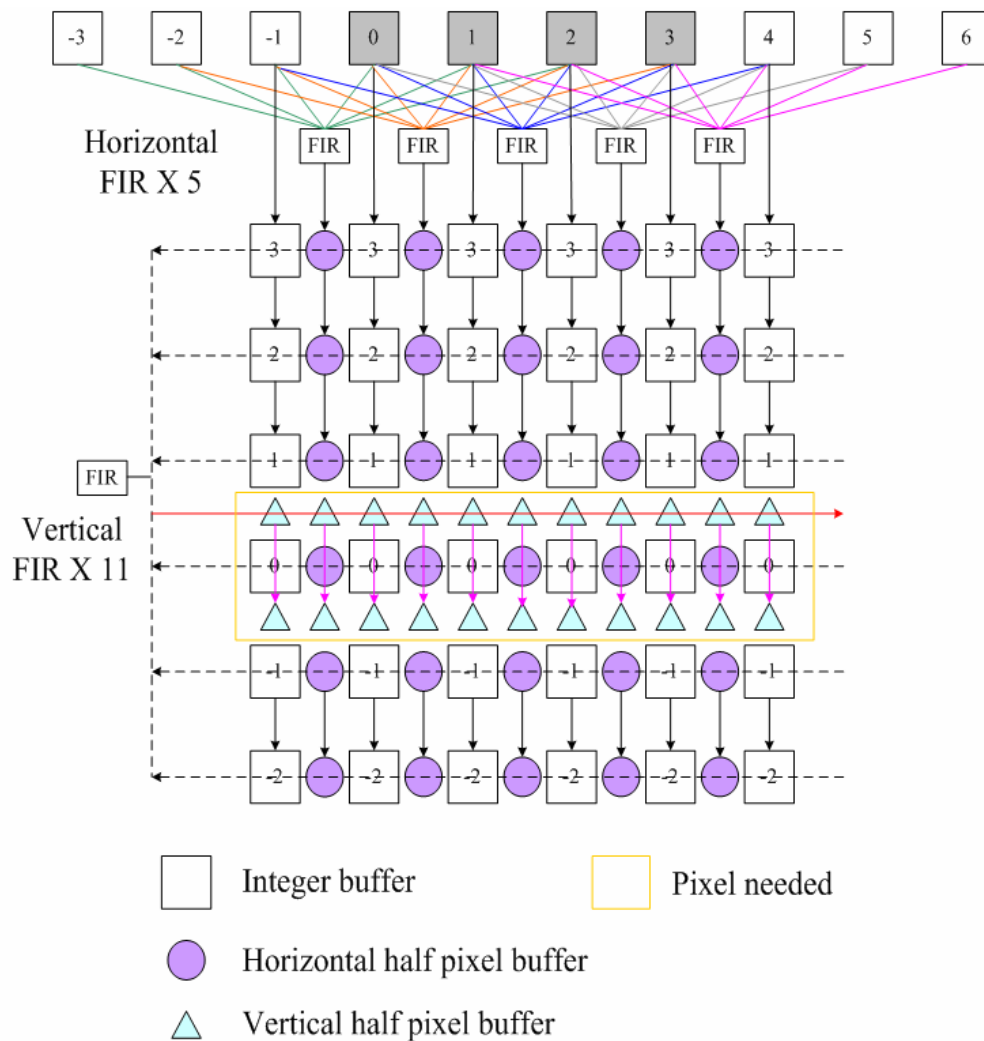 -3 -2 -1 0 1 2 3 4 5 6
FIR FIR FIR FIR FIR
Horizontal
FIR X 5
3 3 3 3 3 3
2 2 2 2 2 2
1 1 1 1 1 1
FIR
Vertical
FIR X 11
0 0 0 0 0 0
-1 -1 -1 -1 -1 -1
-2 -2 -2 -2 -2 -2
Integer buffer
Pixel needed
Horizontal half pixel buffer
Vertical half pixel buffer